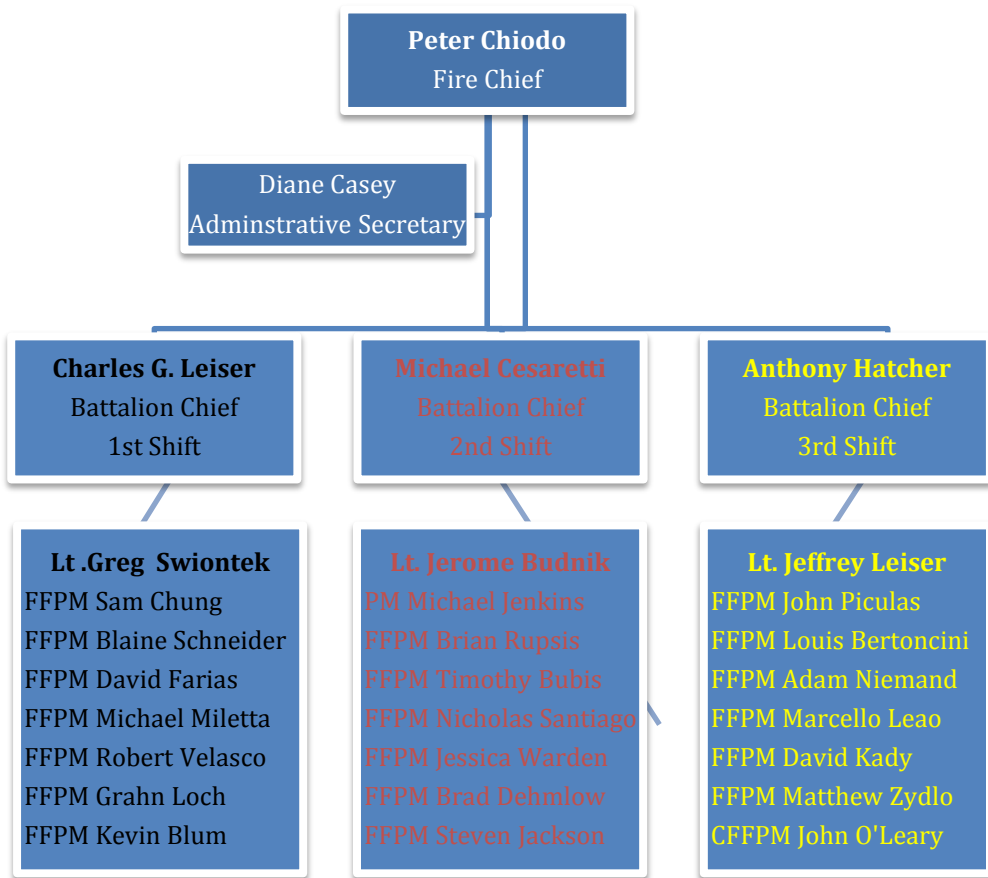 Peter Chiodo
Fire Chief
Diane Casey
Adminstrative Secretary
Charles G. Leiser
Battalion Chief
1st Shift
Michael Cesaretti
Battalion Chief
2nd Shift
Anthony Hatcher
Battalion Chief
3rd Shift
Lt .Greg  Swiontek
FFPM Sam Chung
FFPM Blaine Schneider
FFPM David Farias
FFPM Michael Miletta
FFPM Robert Velasco
FFPM Grahn Loch
FFPM Kevin Blum
Lt. Jerome Budnik
PM Michael Jenkins
FFPM Brian Rupsis
FFPM Timothy Bubis
FFPM Nicholas Santiago
FFPM Jessica Warden
FFPM Brad Dehmlow
FFPM Steven Jackson
Lt. Jeffrey Leiser
FFPM John Piculas
FFPM Louis Bertoncini
FFPM Adam Niemand
FFPM Marcello Leao
FFPM David Kady
FFPM Matthew Zydlo
CFFPM John O'Leary